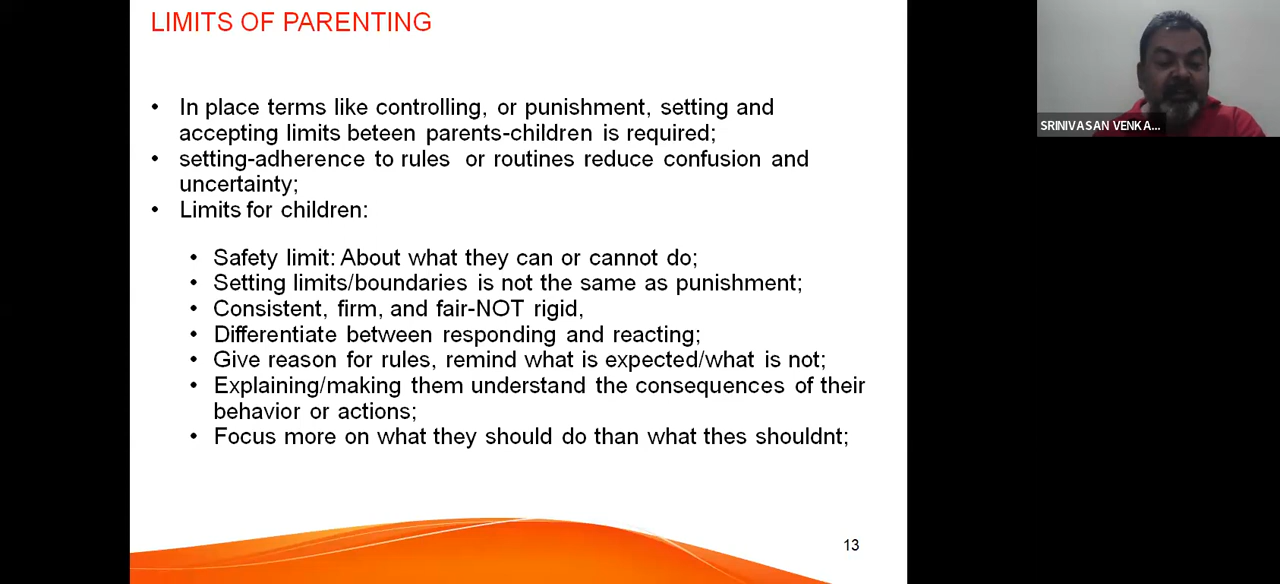 LIMITS OF PARENTING
SRINIVASAN VENKA...
• In place terms like controlling, or punishment, setting and
accepting limits beteen parents-children is required;
• setting-adherence to rules or routines reduce confusion and
uncertainty;
• Limits for children:
• Safety limit: About what they can or cannot do;
• Setting limits/boundaries is not the same as punishment;
• Consistent, firm, and fair-NOT rigid,
• Differentiate between responding and reacting;
• Give reason for rules, remind what is expected/what is not;
• Explaining/making them understand the consequences of their
behavior or actions;
• Focus more on what they should do than what thes shouldnt;
13